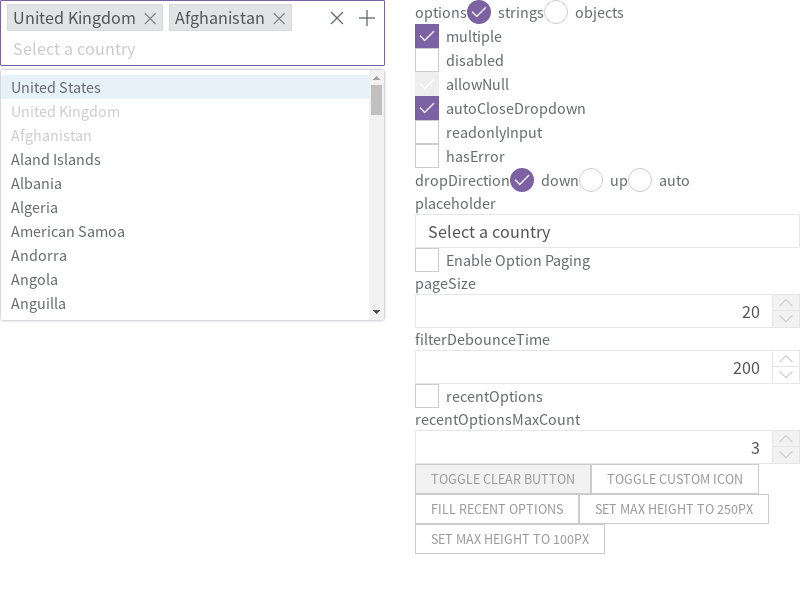 United Kingdom Afghanistan
Select a country
United States
United Kingdom
Afghanistan
Aland Islands
Albania
Algeria
American Samoa
Andorra
Angola
Anguilla
options strings objects
multiple
disabled
allowNull
autoCloseDropdown
readonlyInput
hasError
dropDirection down up auto
placeholder
Select a country
Enable Option Paging
pageSize
20
filterDebounceTime
200
recentOptions
recentOptionsMaxCount
3
TOGGLE CLEAR BUTTON TOGGLE CUSTOM ICON
FILL RECENT OPTIONS SET MAX HEIGHT TO 250PX
SET MAX HEIGHT TO 100PX